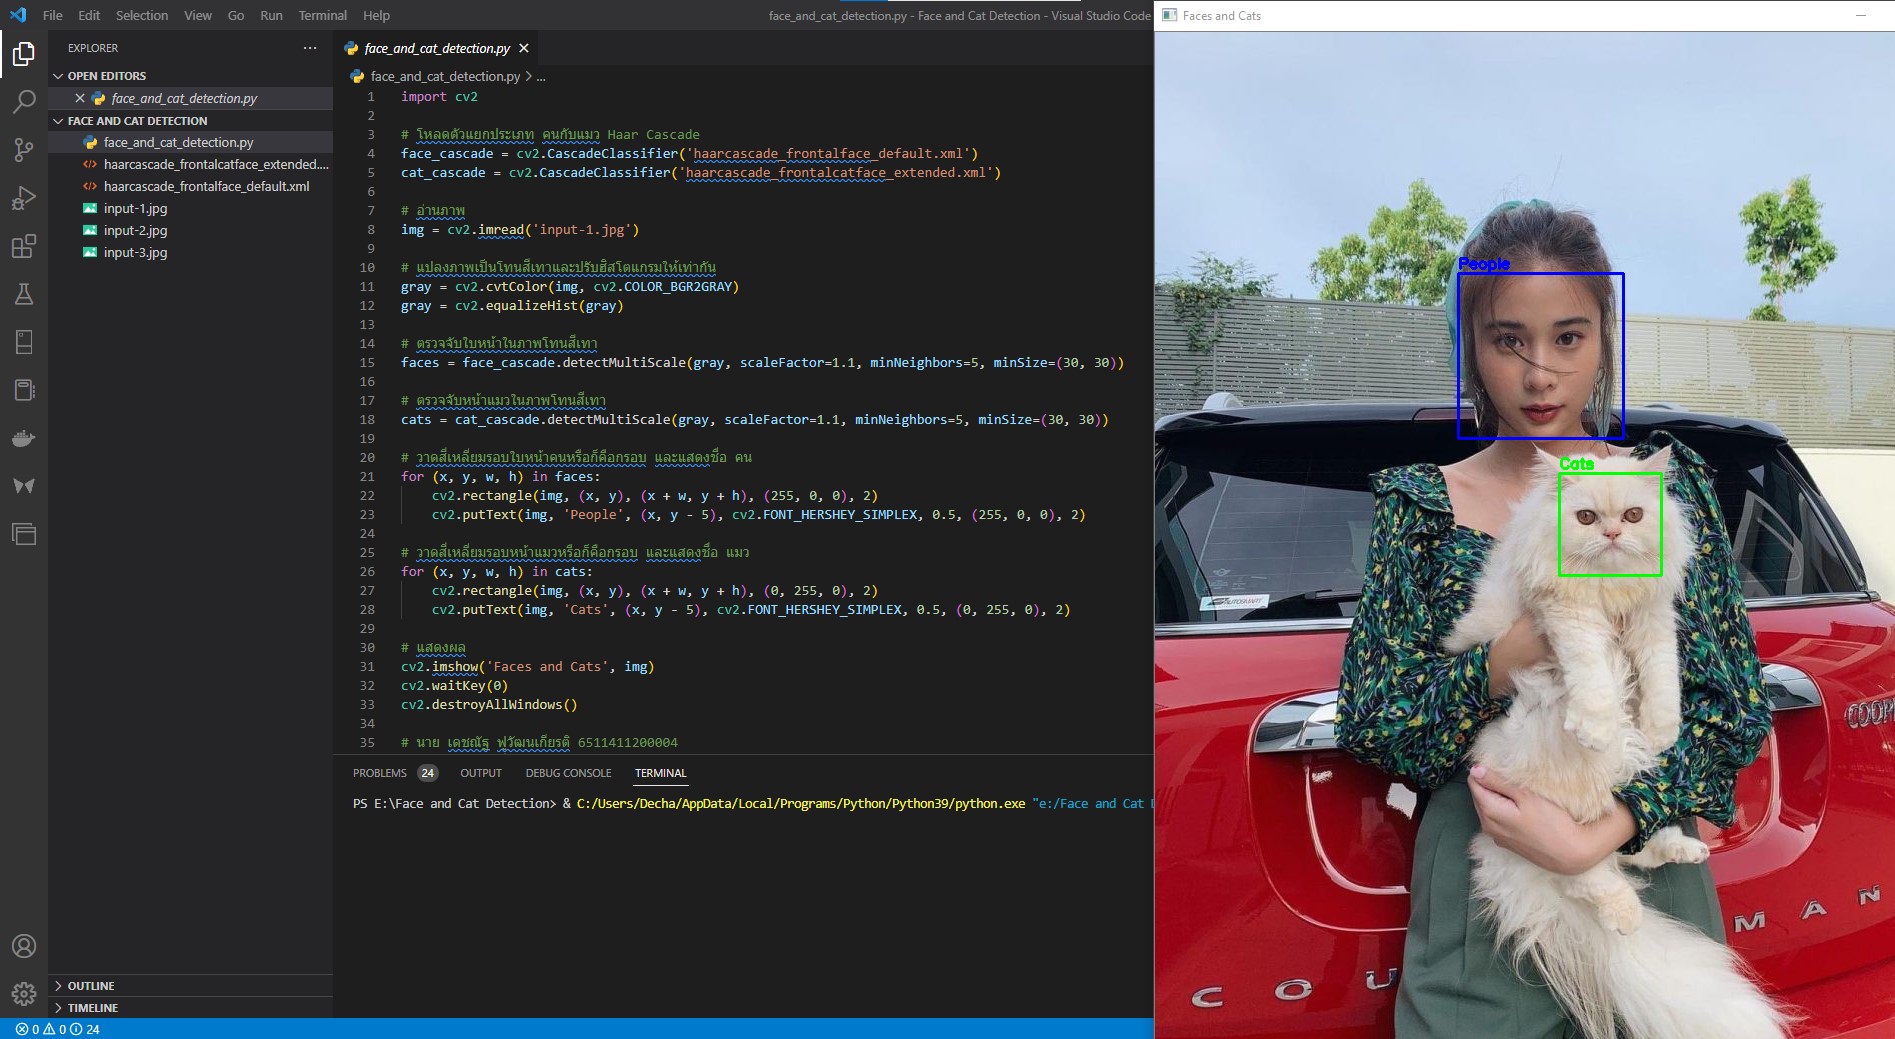 File Edit Selection View Go Run Terminal Help
face_and_cat_detection.py - Face and Cat Detection - Visual Studio Code
EXPLORER
OPEN EDITORS
face_and_cat_detection.py
FACE AND CAT DETECTION
face_and_cat_detection.py
haarcascade_frontalcatface_extended....
haarcascade_frontalface_default.xml
input-1.jpg
input-2.jpg
input-3.jpg
OUTLINE
TIMELINE
0 0 24
face_and_cat_detection.py
face_and_cat_detection.py > ...
1 import cv2
2
3 # โหลดตัวแยกประเภท คนกับแมว Haar Cascade
4 face_cascade = cv2.CascadeClassifier('haarcascade_frontalface_default.xml')
5 cat_cascade = cv2.CascadeClassifier('haarcascade_frontalcatface_extended.xml')
6
7 # อ่านภาพ
8 img = cv2.imread('input-1.jpg')
9
10 # แปลงภาพเป็นโทนสีเทาและปรับฮิสโตแกรมให้เท่ากัน
11 gray = cv2.cvtColor(img, cv2.COLOR_BGR2GRAY)
12 gray = cv2.equalizeHist(gray)
13
14 # ตรวจจับใบหน้าในภาพโทนสีเทา
15 faces = face_cascade.detectMultiScale(gray, scaleFactor=1.1, minNeighbors=5, minSize=(30, 30))
16
17 # ตรวจจับหน้าแมวในภาพโทนสีเทา
18 cats = cat_cascade.detectMultiScale(gray, scaleFactor=1.1, minNeighbors=5, minSize=(30, 30))
19
20 # วาดสี่เหลี่ยมรอบใบหน้าคนหรือก็คือกรอบ และแสดงชื่อ คน
21 for (x, y, w, h) in faces:
22 cv2.rectangle(img, (x, y), (x + w, y + h), (255, 0, 0), 2)
23 cv2.putText(img, 'People', (x, y - 5), cv2.FONT_HERSHEY_SIMPLEX, 0.5, (255, 0, 0), 2)
24
25 # วาดสี่เหลี่ยมรอบหน้าแมวหรือก็คือกรอบ และแสดงชื่อ แมว
26 for (x, y, w, h) in cats:
27 cv2.rectangle(img, (x, y), (x + w, y + h), (0, 255, 0), 2)
28 cv2.putText(img, 'Cats', (x, y - 5), cv2.FONT_HERSHEY_SIMPLEX, 0.5, (0, 255, 0), 2)
29
30 # แสดงผล
31 cv2.imshow('Faces and Cats', img)
32 cv2.waitKey(0)
33 cv2.destroyAllWindows()
34
35 # นาย เดชณัฐ ฟูวัฒนเกียรติ 6511411200004
PROBLEMS 24 OUTPUT DEBUG CONSOLE TERMINAL
PS E:\Face and Cat Detection> & C:/Users/Decha/AppData/Local/Programs/Python/Python39/python.exe "e:/Face and Cat
Faces and Cats
People
Cats
AUTOSMART
COOP
COU
MAN